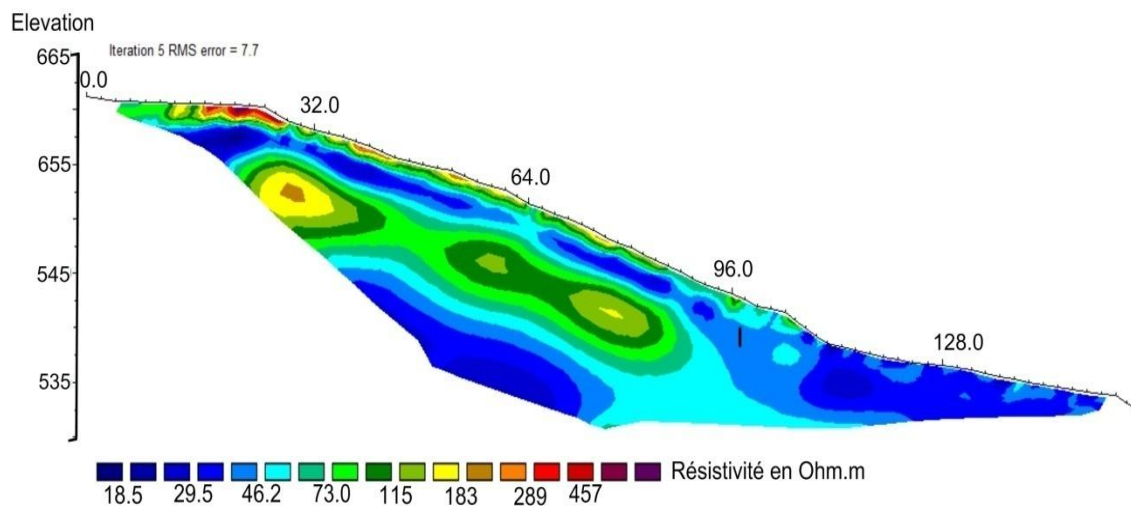 Elevation
Iteration 5 RMS error = 7.7
665
0.0
32.0
655
64.0
545
96.0
128.0
535
Résistivité en Ohm.m
18.5 29.5 46.2 73.0 115 183 289 457